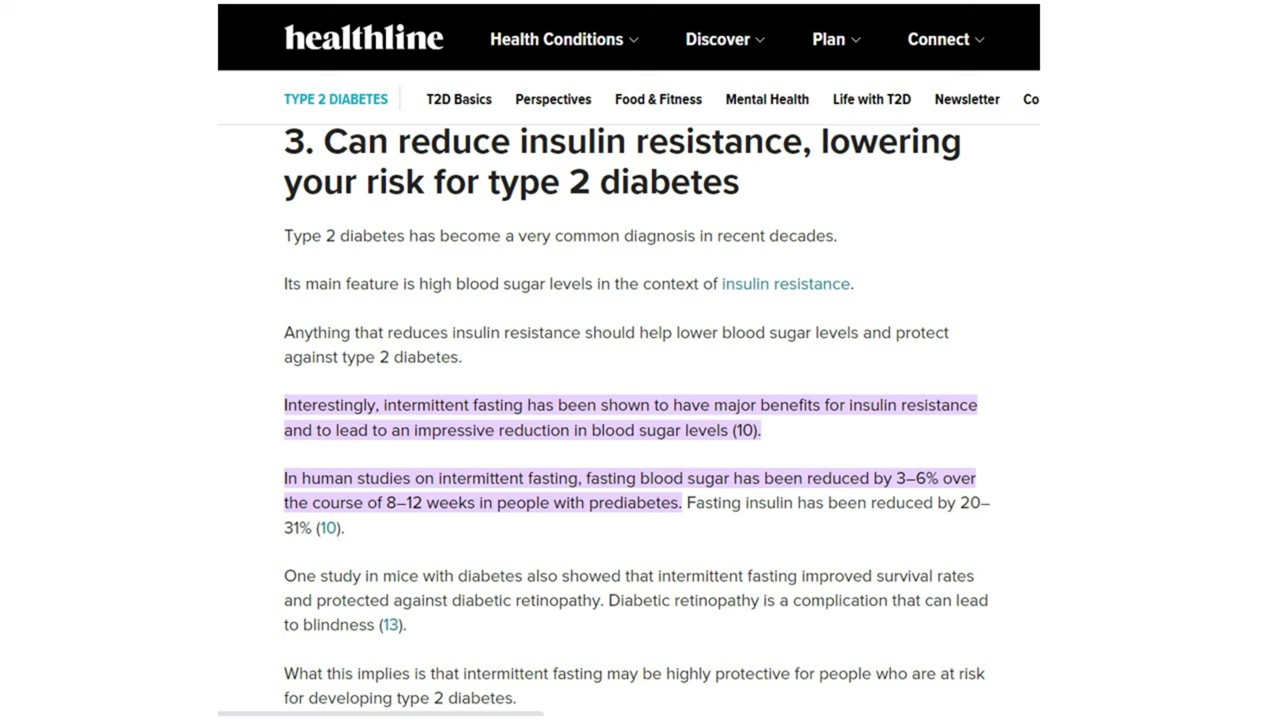 healthline
Health Conditions Discover Plan Connect
TYPE 2 DIABETES T2D Basics Perspectives Food & Fitness Mental Health Life with T2D Newsletter Co
3. Can reduce insulin resistance, lowering
your risk for type 2 diabetes
Type 2 diabetes has become a very common diagnosis in recent decades.
Its main feature is high blood sugar levels in the context of insulin resistance.
Anything that reduces insulin resistance should help lower blood sugar levels and protect
against type 2 diabetes.
Interestingly, intermittent fasting has been shown to have major benefits for insulin resistance
and to lead to an impressive reduction in blood sugar levels (10).
In human studies on intermittent fasting, fasting blood sugar has been reduced by 3–6% over
the course of 8–12 weeks in people with prediabetes. Fasting insulin has been reduced by 20–
31% (10).
One study in mice with diabetes also showed that intermittent fasting improved survival rates
and protected against diabetic retinopathy. Diabetic retinopathy is a complication that can lead
to blindness (13).
What this implies is that intermittent fasting may be highly protective for people who are at risk
for developing type 2 diabetes.